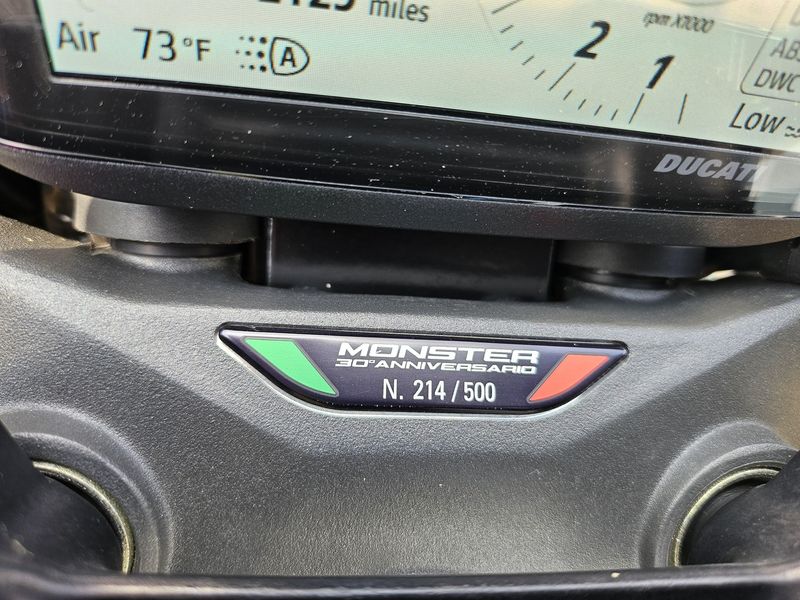 miles
Air 73°F A
rpm X1000
2 1
ABS
DWC
Low
DUCATI
MONSTER
30° ANNIVERSARIO
N. 214/500